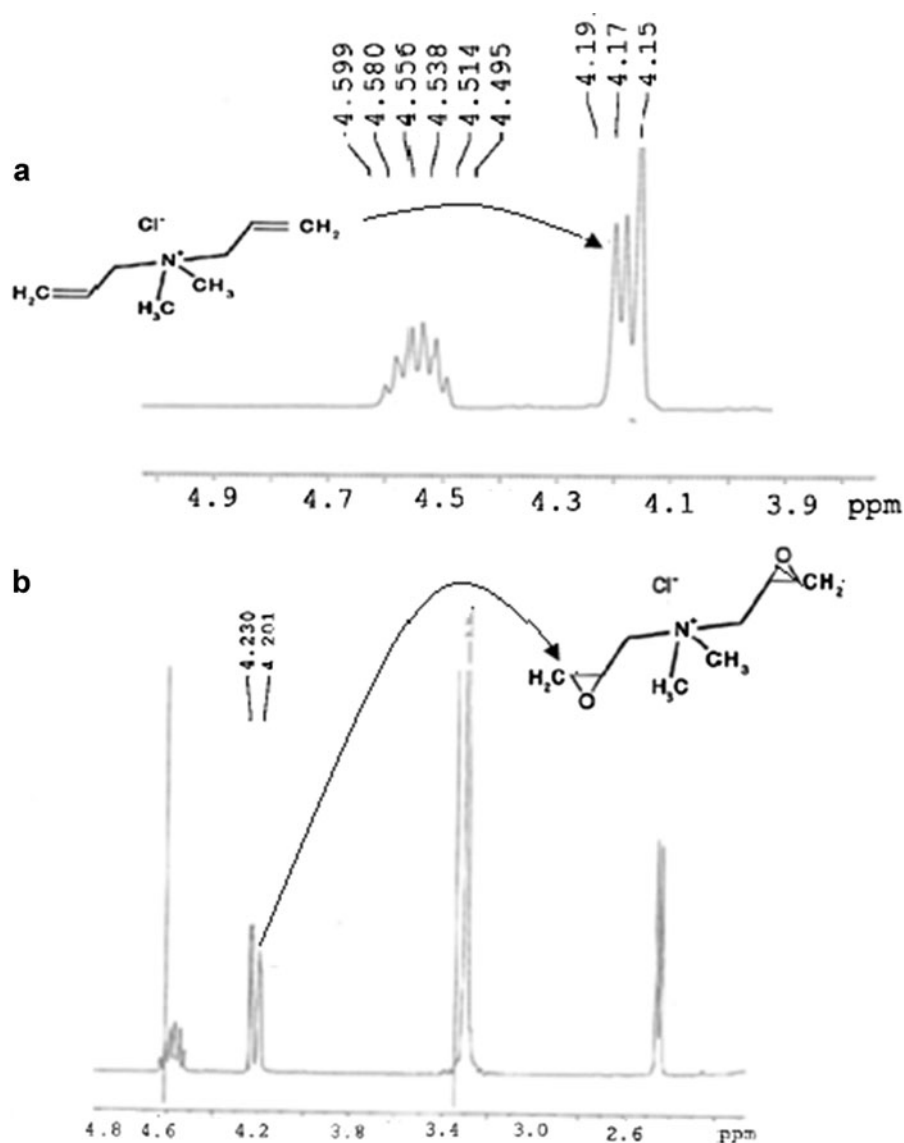 4.599
4.580
4.556
4.538
4.514
4.495
4.19
4.17
4.15
a
Cl-
CH2
N+
H2C
H3C
CH3
4.9 4.7 4.5 4.3 4.1 3.9 ppm
b
4.230
4.201
O
Cl-
CH2
N+
H2C
O
H3C
CH3
4.8 4.6 4.2 3.8 3.4 3.0 2.6 ppm